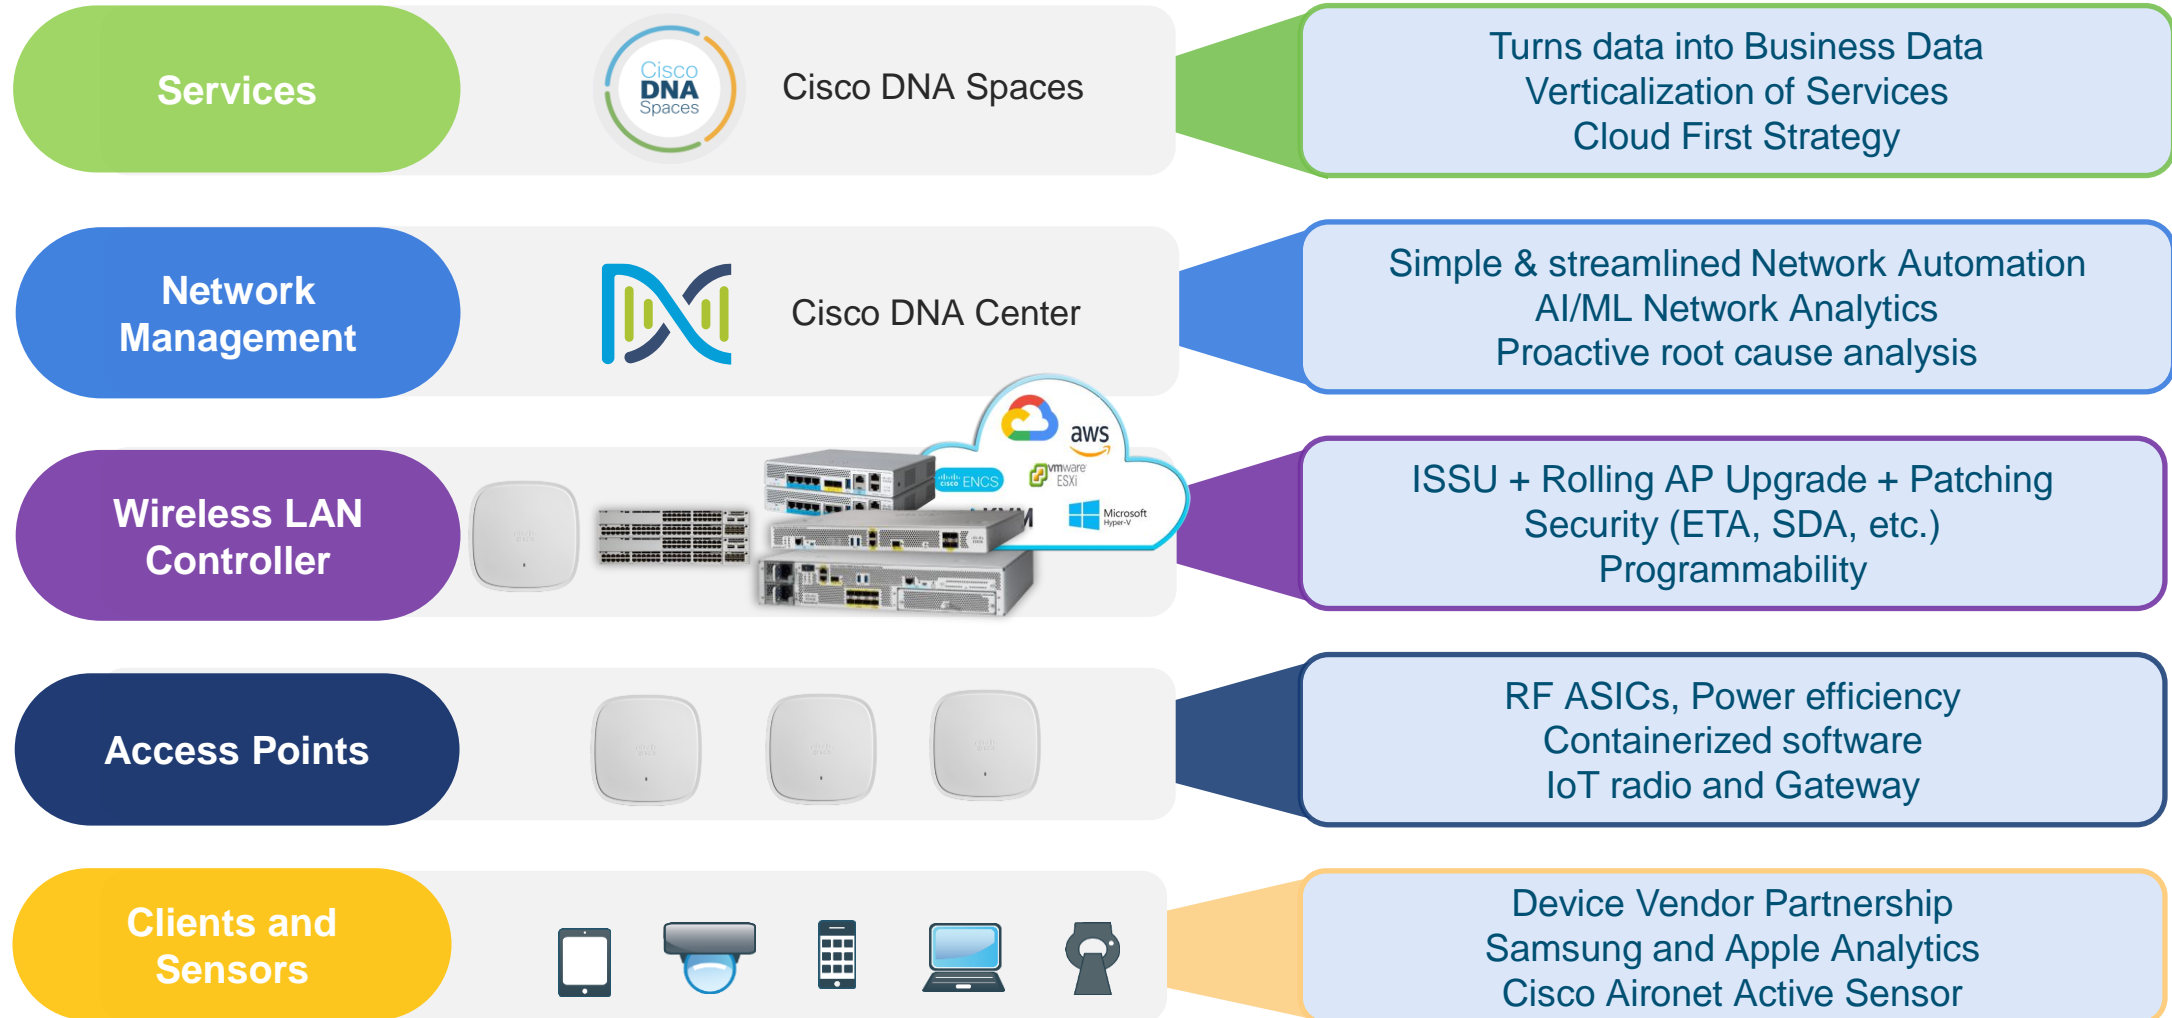 Services
Cisco
DNA
Spaces
Cisco DNA Spaces
Turns data into Business Data
Verticalization of Services
Cloud First Strategy
Network
Management
Cisco DNA Center
Simple & streamlined Network Automation
AI/ML Network Analytics
Proactive root cause analysis
Wireless LAN
Controller
aws
cisco ENCS
vmware
ESXi
Microsoft
Hyper-V
ISSU + Rolling AP Upgrade + Patching
Security (ETA, SDA, etc.)
Programmability
Access Points
RF ASICs, Power efficiency
Containerized software
IoT radio and Gateway
Clients and
Sensors
Device Vendor Partnership
Samsung and Apple Analytics
Cisco Aironet Active Sensor